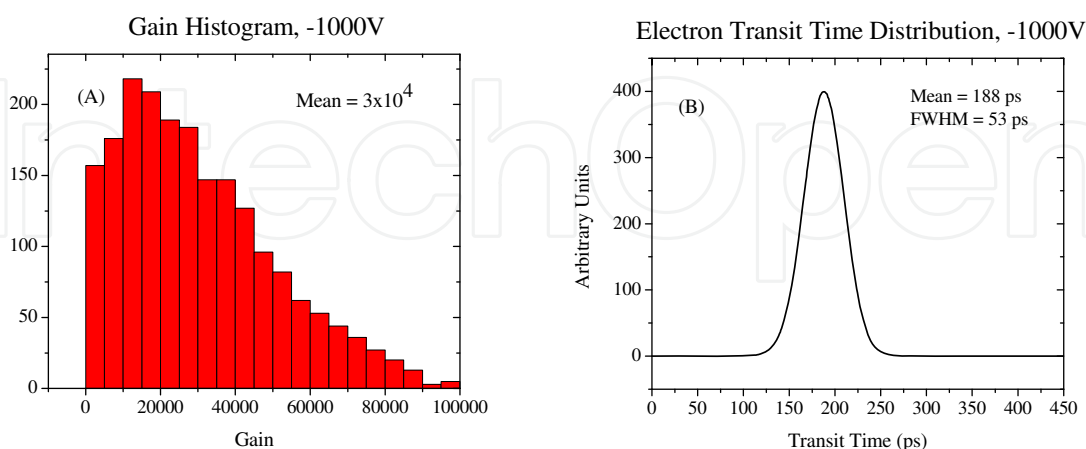 Gain Histogram, -1000V
(A)
Mean = 3x10^4
200
150
100
50
0
0 20000 40000 60000 80000 100000
Gain
Electron Transit Time Distribution, -1000V
(B)
Mean = 188 ps
FWHM = 53 ps
Arbitrary Units
400
300
200
100
0
0 50 100 150 200 250 300 350 400 450
Transit Time (ps)
IntechOpen